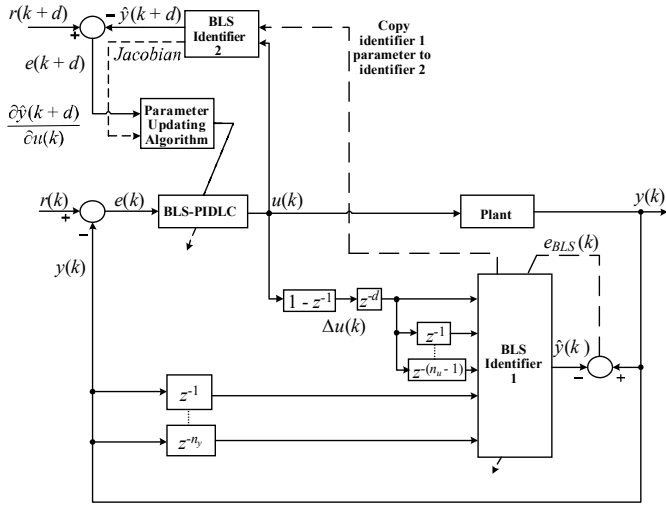 r(k+d)
+
−
ŷ(k+d)
BLS
Identifier
2
Copy
identifier 1
parameter to
identifier 2
e(k+d)
Jacobian
∂ŷ(k+d)
∂u(k)
Parameter
Updating
Algorithm
r(k)
+
−
e(k)
BLS-PIDLC
u(k)
Plant
y(k)
y(k)
e_BLS(k)
1 - z^-1
z^-d
Δu(k)
z^-1
z^-(n_u - 1)
BLS
Identifier
1
ŷ(k)
−
+
z^-1
z^-n_y